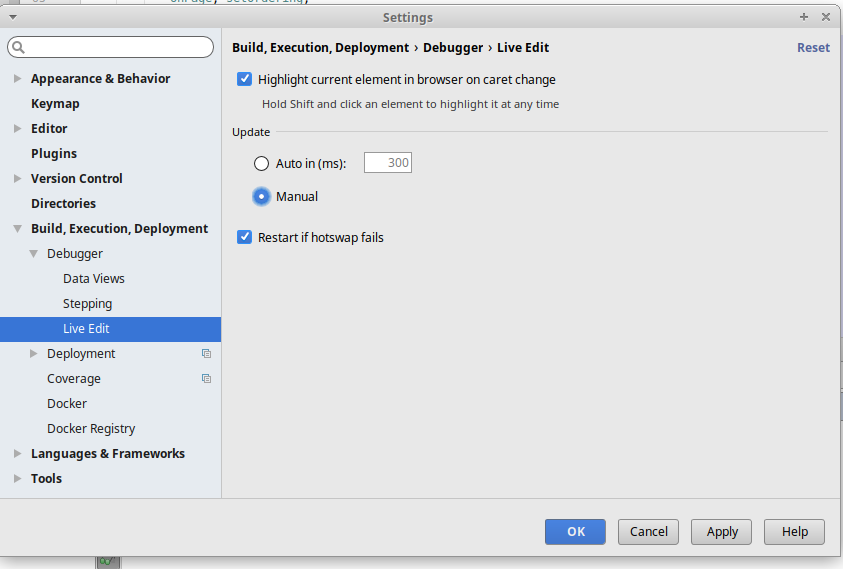 Settings
Build, Execution, Deployment › Debugger › Live Edit
Reset
Appearance & Behavior
Keymap
Editor
Plugins
Version Control
Directories
Build, Execution, Deployment
Debugger
Data Views
Stepping
Live Edit
Deployment
Coverage
Docker
Docker Registry
Languages & Frameworks
Tools
Highlight current element in browser on caret change
Hold Shift and click an element to highlight it at any time
Update
Auto in (ms): 300
Manual
Restart if hotswap fails
OK
Cancel
Apply
Help